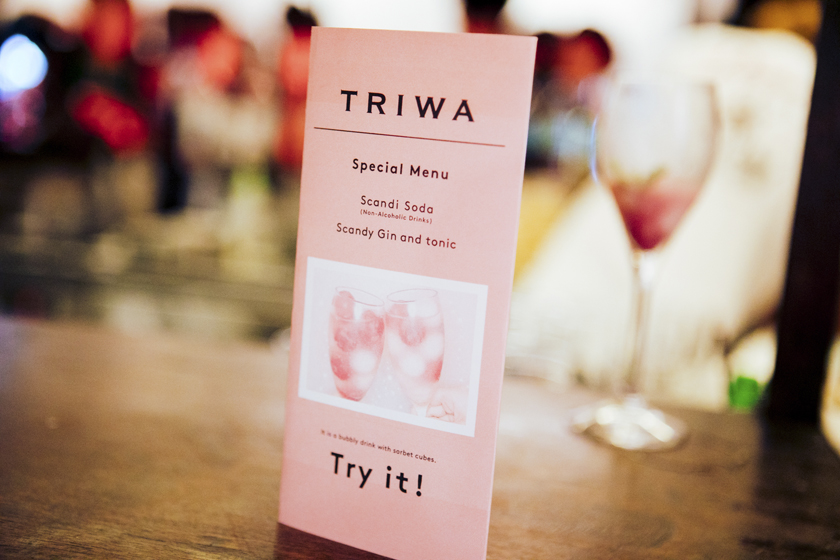 TRIWA
Special Menu
Scandi Soda
(Non-Alcoholic Drinks)
Scandy Gin and tonic
It is a bubbly drink with sorbet cubes.
Try it!